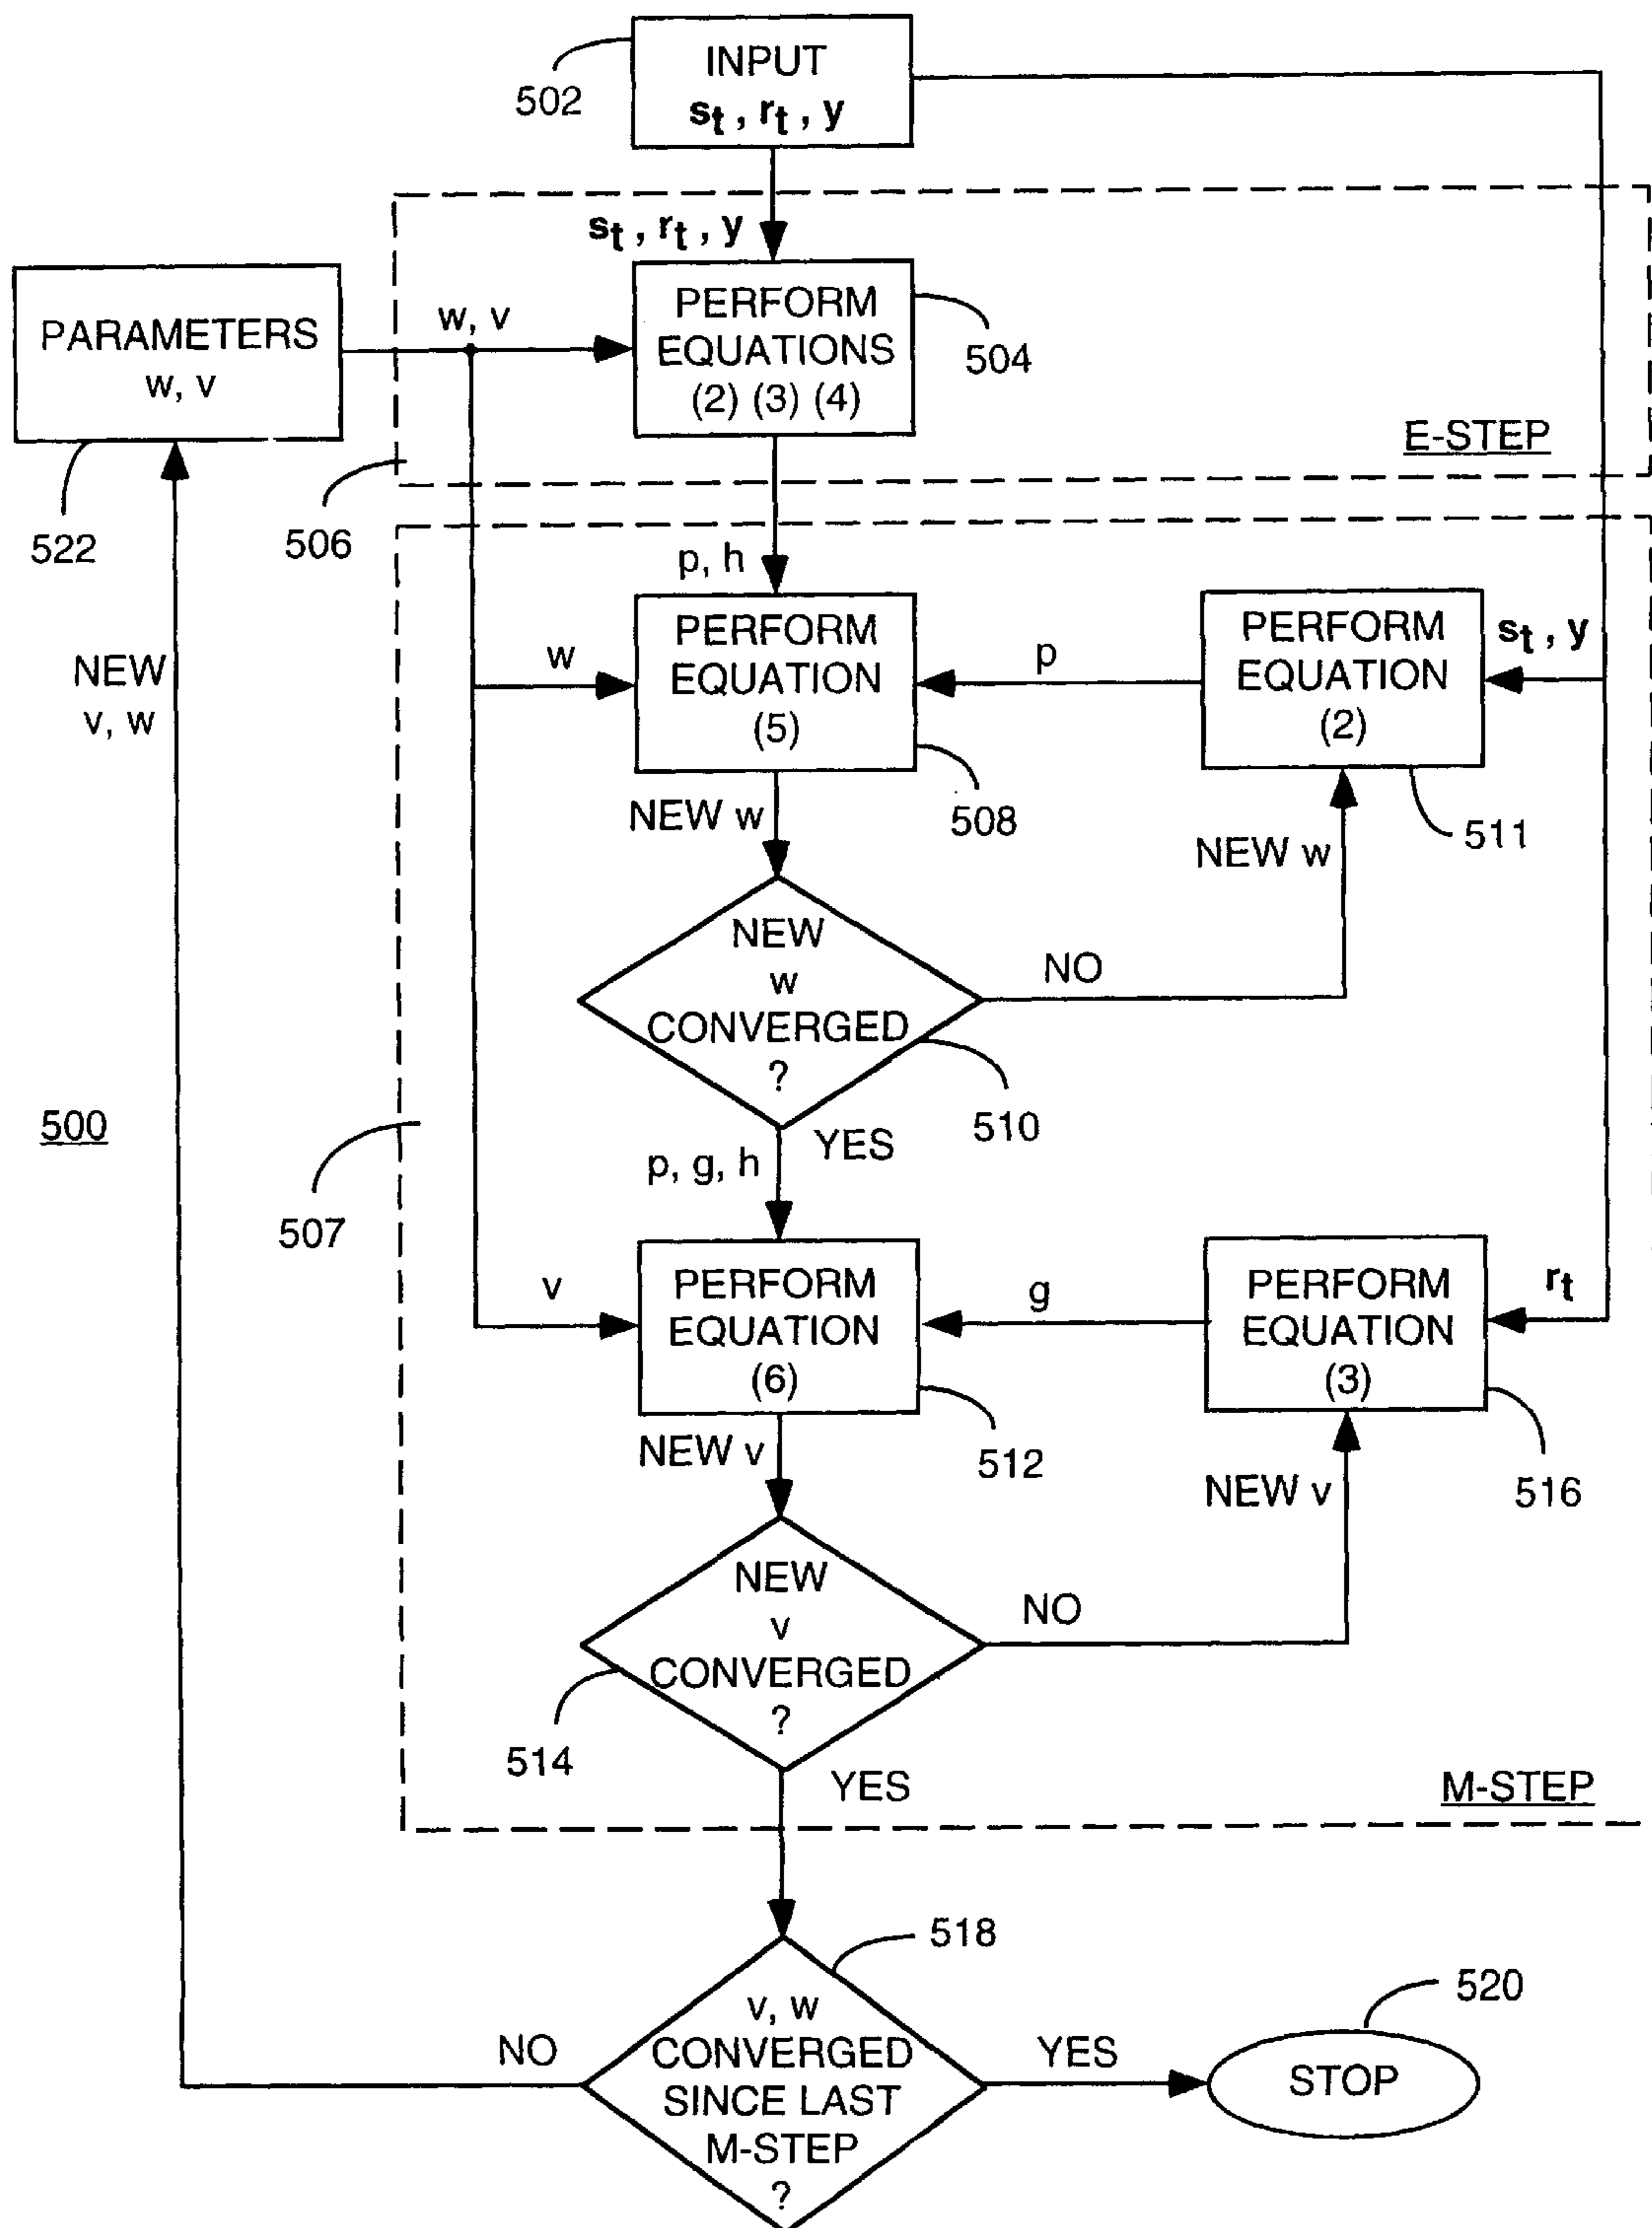 INPUT
st , rt , y
502
st , rt , y
PARAMETERS
w, v
w, v
PERFORM
EQUATIONS
(2) (3) (4)
504
E-STEP
522
506
p, h
NEW
v, w
w
PERFORM
EQUATION
(5)
p
PERFORM
EQUATION
(2)
st , y
NEW w
508
NEW w
511
NEW
w
CONVERGED
?
NO
510
500
YES
p, g, h
507
v
PERFORM
EQUATION
(6)
g
PERFORM
EQUATION
(3)
rt
NEW v
512
NEW v
516
NEW
v
CONVERGED
?
NO
514
YES
M-STEP
518
v, w
CONVERGED
SINCE LAST
M-STEP
?
NO
YES
520
STOP